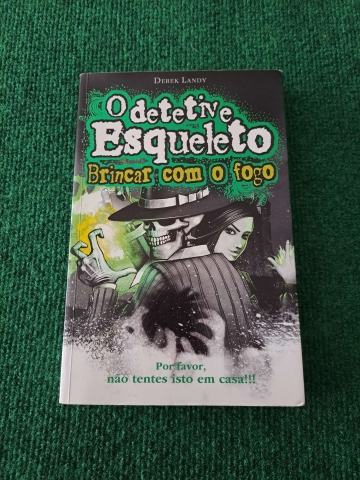 Derek Landy
O detetive
Esqueleto
Brincar com o fogo
Por favor,
não tentes isto em casa!!!